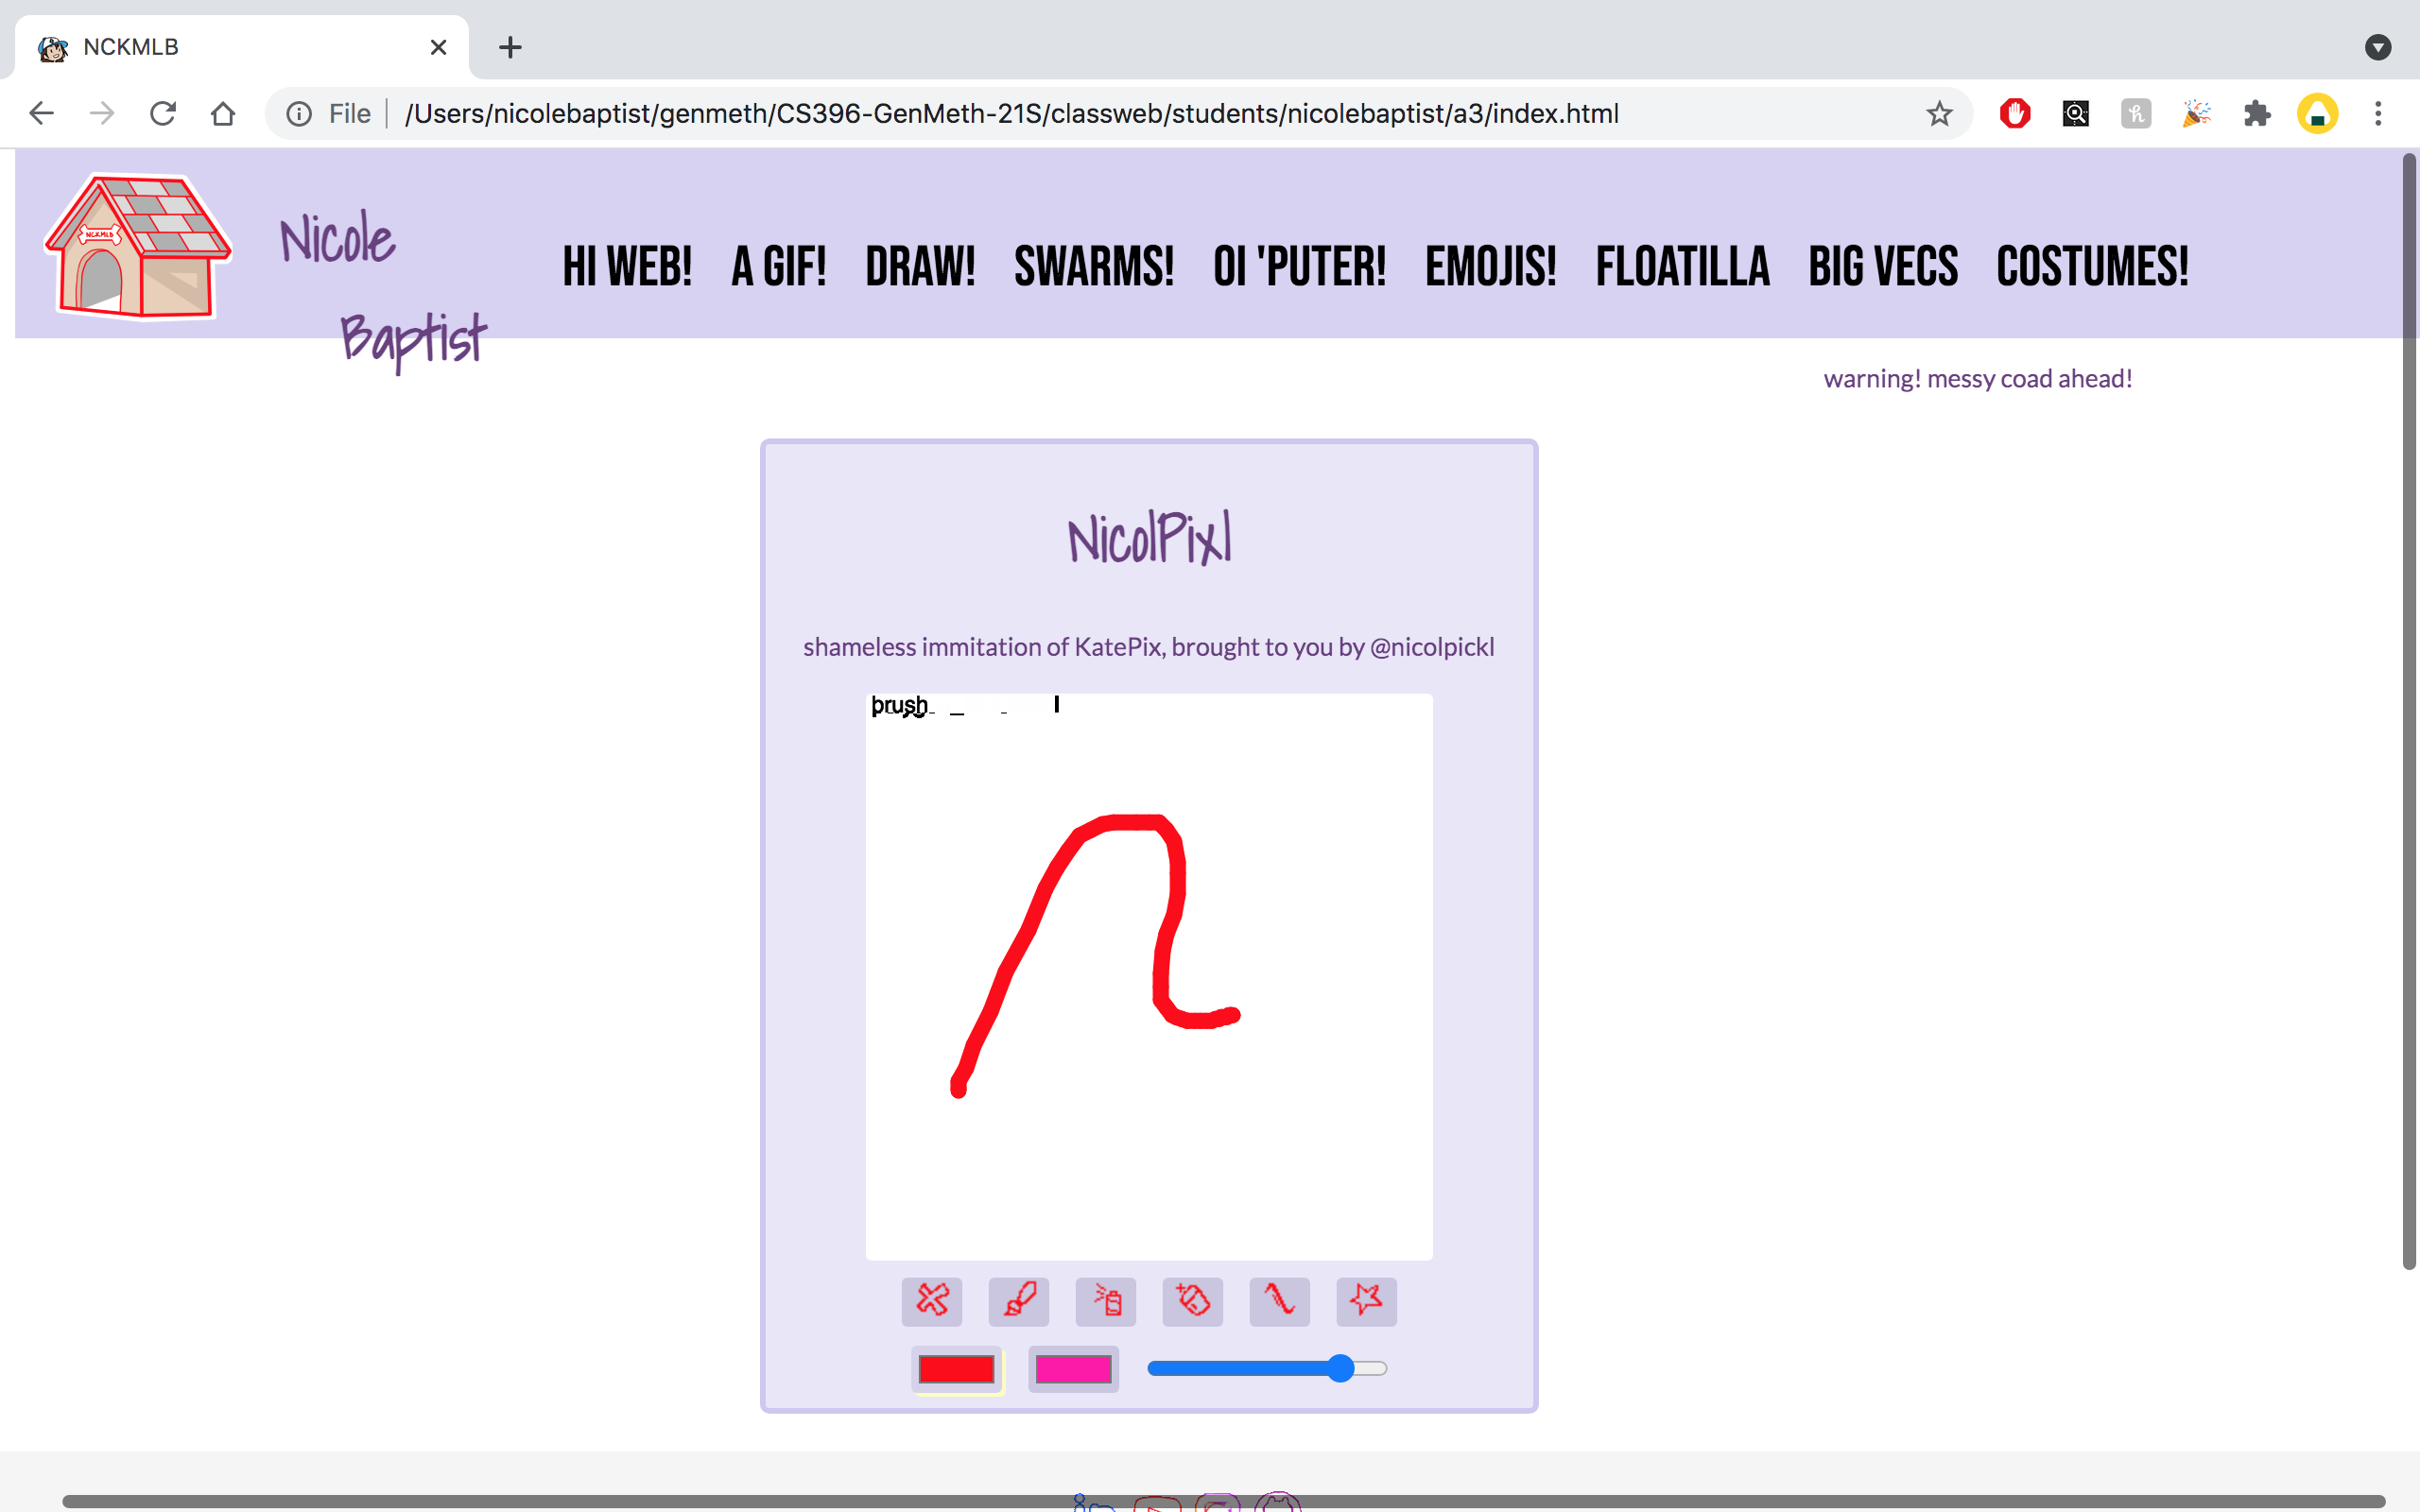 NCKMLB
File
/Users/nicolebaptist/genmeth/CS396-GenMeth-21S/classweb/students/nicolebaptist/a3/index.html
NCKMLB
Nicole
Baptist
HI WEB! A GIF! DRAW! SWARMS! OI 'PUTER! EMOJIS! FLOATILLA BIG VECS COSTUMES!
warning! messy coad ahead!
NicolPixl
shameless immitation of KatePix, brought to you by @nicolpickl
brush